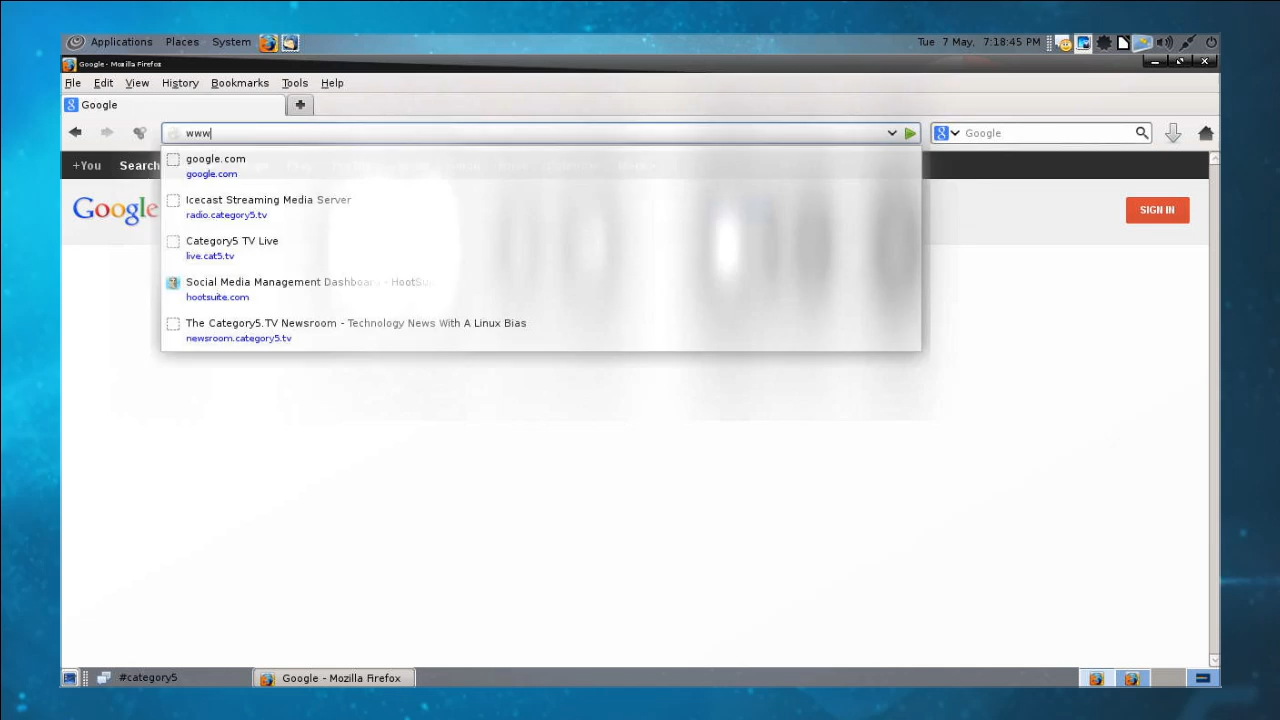 Applications Places System Tue 7 May, 7:18:45 PM
Google - Mozilla Firefox
File Edit View History Bookmarks Tools Help
Google
www Google
+You Search
google.com
google.com
Google SIGN IN
Icecast Streaming Media Server
radio.category5.tv
Category5 TV Live
live.cat5.tv
Social Media Management Dashboard - HootSu
hootsuite.com
The Category5.TV Newsroom - Technology News With A Linux Bias
newsroom.category5.tv
#category5 Google - Mozilla Firefox